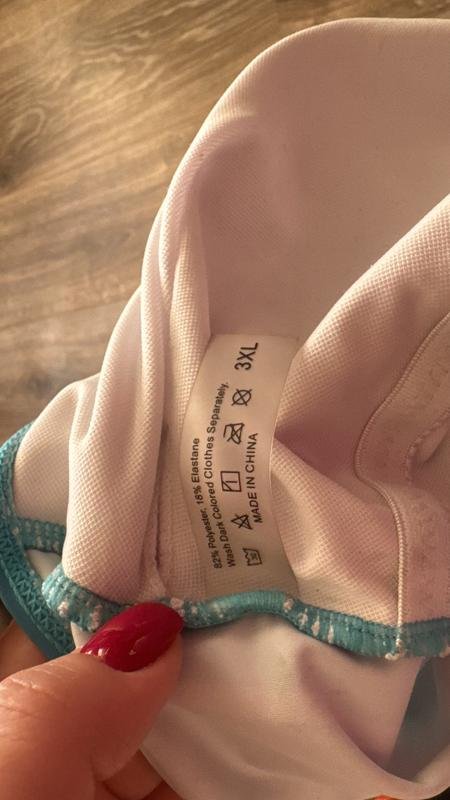 3XL
82% Polyester, 18% Elastane
Wash Dark Colored Clothes Separately.
MADE IN CHINA